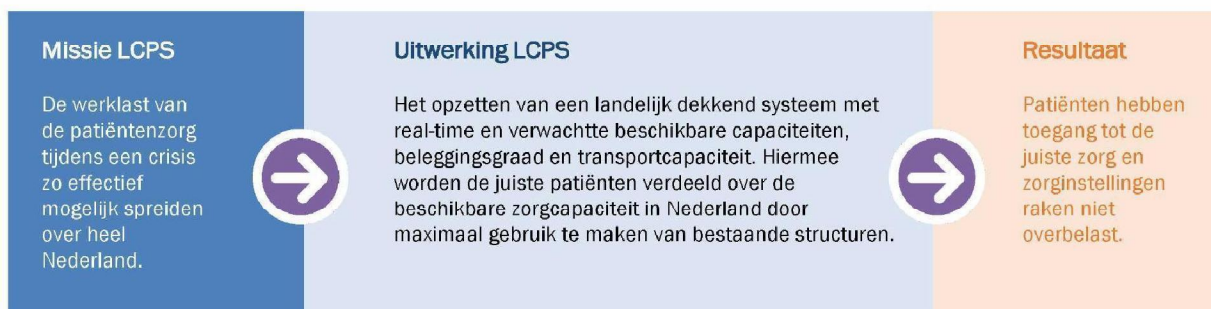 Missie LCPS
De werklast van
de patiëntenzorg
tijdens een crisis
zo effectief
mogelijk spreiden
over heel
Nederland.
Uitwerking LCPS
Het opzetten van een landelijk dekkend systeem met
real-time en verwachtte beschikbare capaciteiten,
beleggingsgraad en transportcapaciteit. Hiermee
worden de juiste patiënten verdeeld over de
beschikbare zorgcapaciteit in Nederland door
maximaal gebruik te maken van bestaande structuren.
Resultaat
Patiënten hebben
toegang tot de
juiste zorg en
zorginstellingen
raken niet
overbelast.